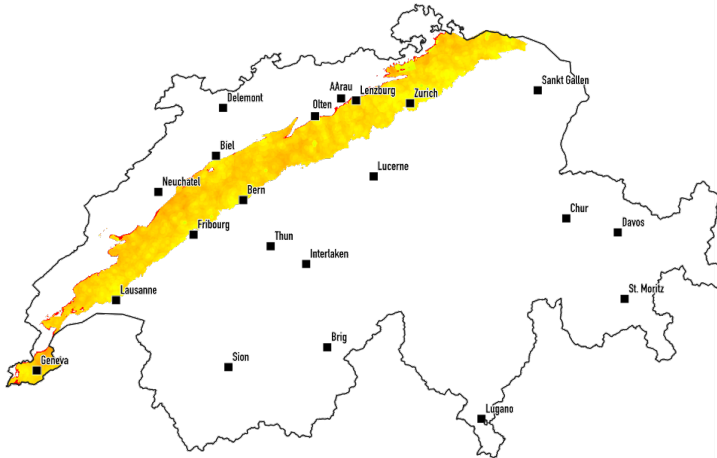 Sankt Gallen
Delemont
AArau
Lenzburg
Olten
Zurich
Biel
Lucerne
Neuchatel
Bern
Chur
Fribourg
Davos
Thun
Interlaken
Lausanne
St. Moritz
Brig
Geneva
Sion
Lugano